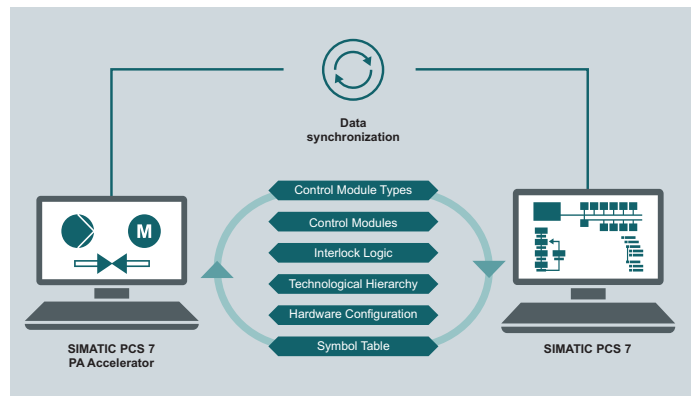 Data
synchronization
Control Module Types
Control Modules
Interlock Logic
Technological Hierarchy
Hardware Configuration
Symbol Table
M
SIMATIC PCS 7
PA Accelerator
SIMATIC PCS 7